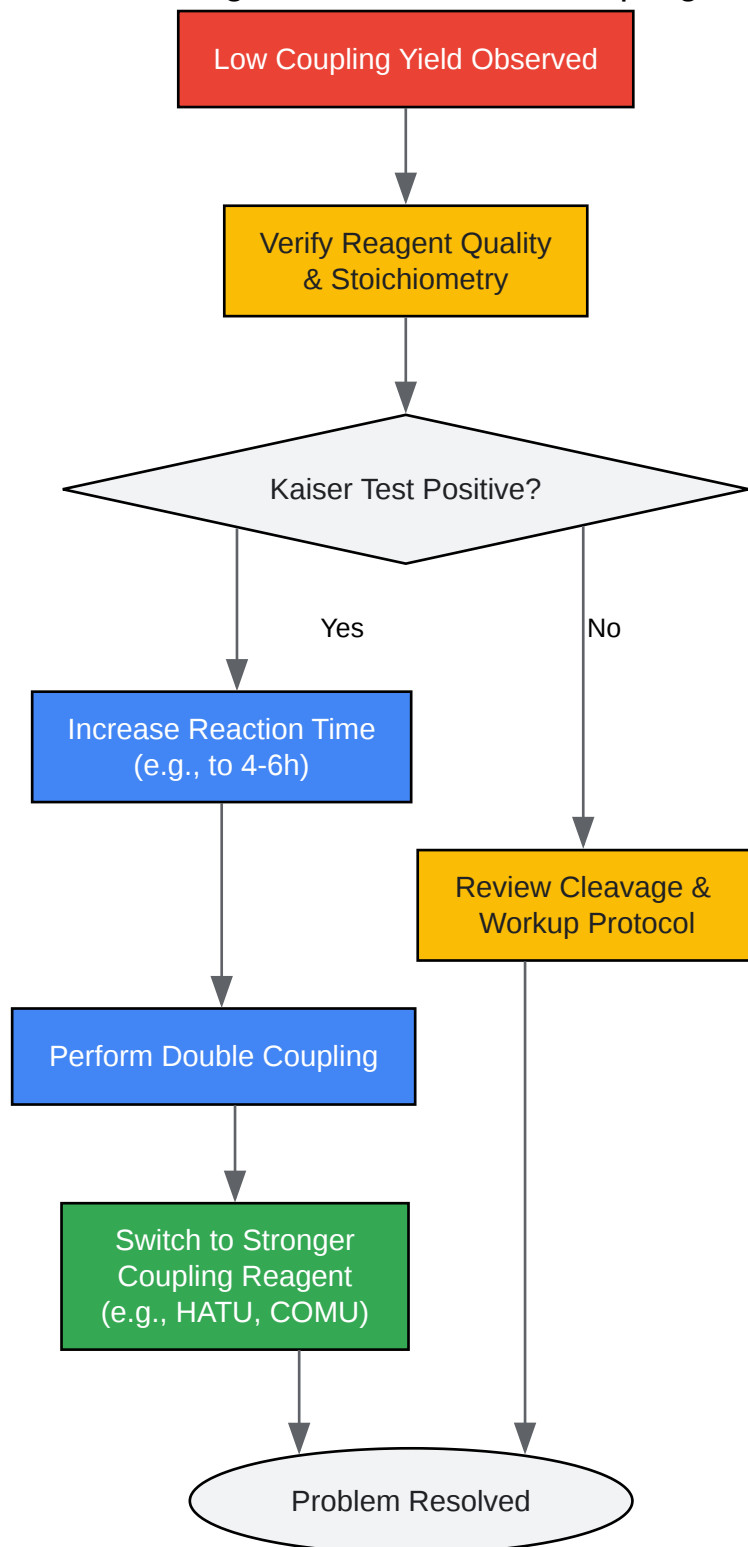 Low Coupling Yield Observed
Verify Reagent Quality
& Stoichiometry
Kaiser Test Positive?
Yes
No
Increase Reaction Time
(e.g., to 4-6h)
Review Cleavage &
Workup Protocol
Perform Double Coupling
Switch to Stronger
Coupling Reagent
(e.g., HATU, COMU)
Problem Resolved